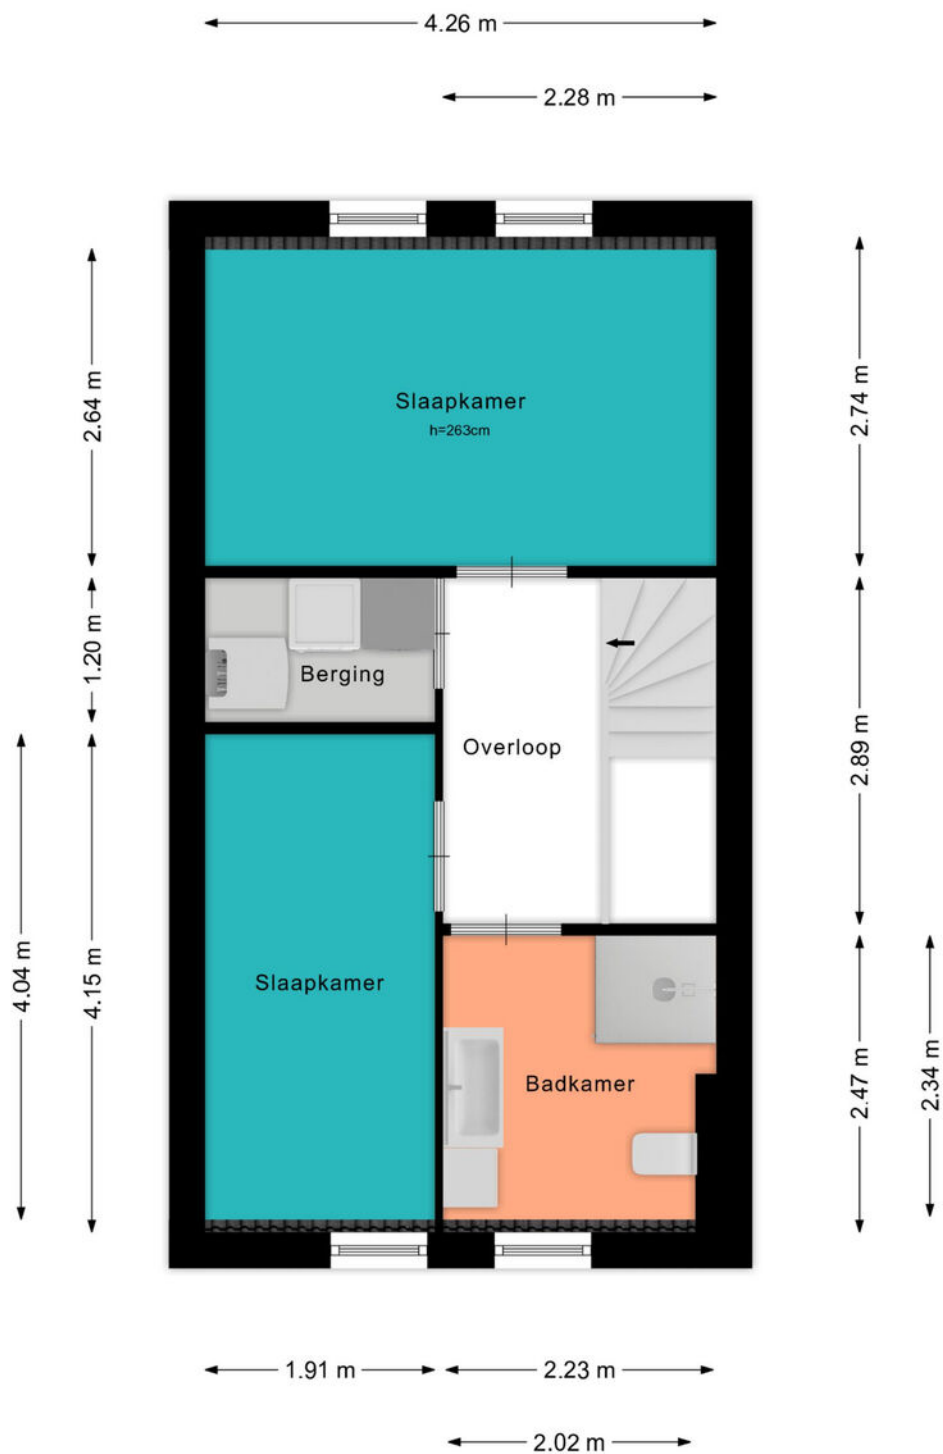 4.26 m
2.28 m
2.64 m
2.74 m
Slaapkamer
h=263cm
1.20 m
Berging
Overloop
2.89 m
4.04 m
4.15 m
Slaapkamer
Badkamer
2.47 m
2.34 m
1.91 m
2.23 m
2.02 m